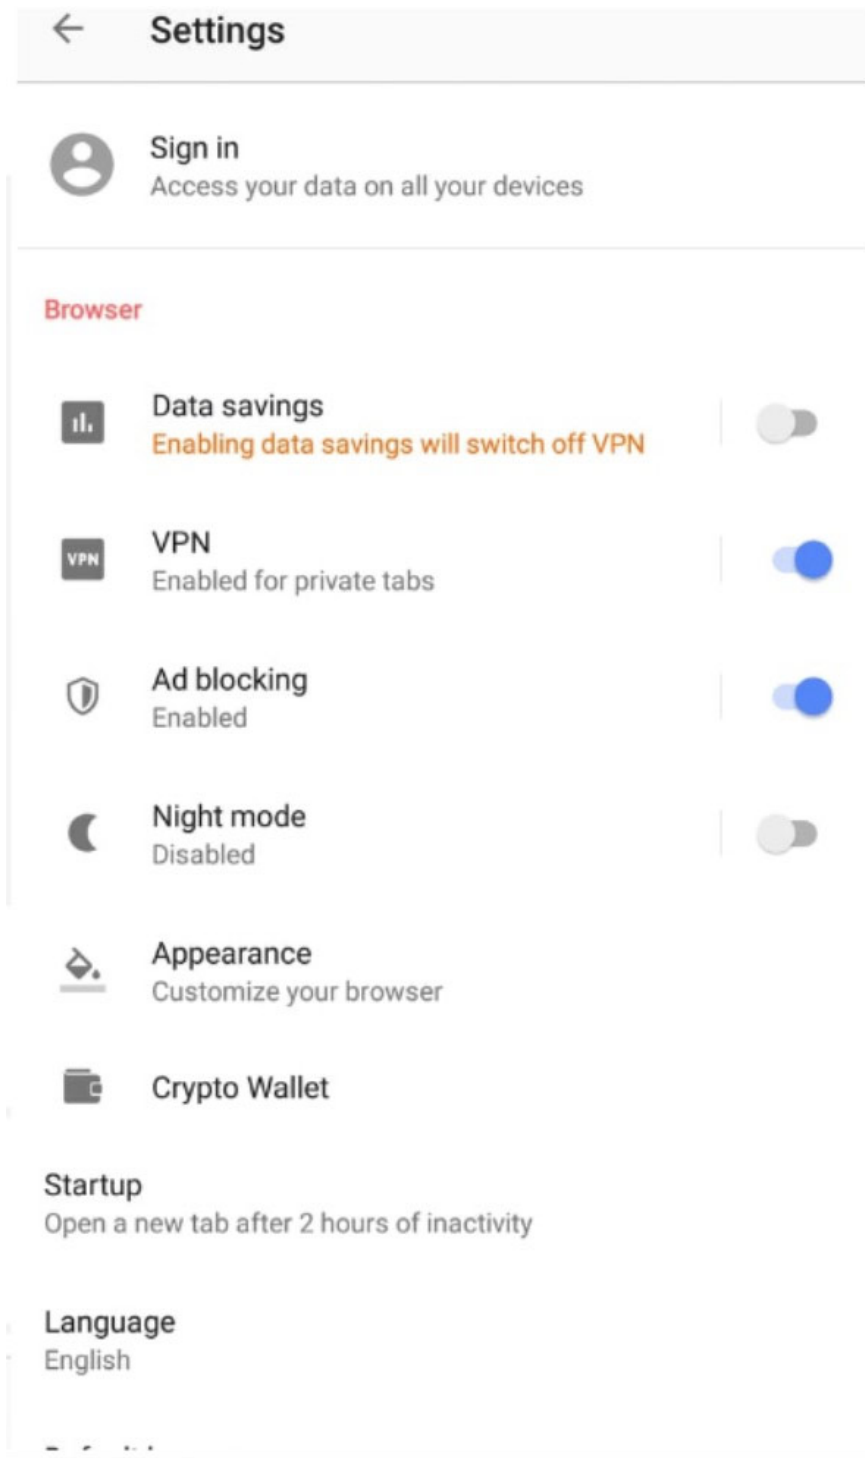 Settings
Sign in
Access your data on all your devices
Browser
Data savings
Enabling data savings will switch off VPN
VPN
VPN
Enabled for private tabs
Ad blocking
Enabled
Night mode
Disabled
Appearance
Customize your browser
Crypto Wallet
Startup
Open a new tab after 2 hours of inactivity
Language
English